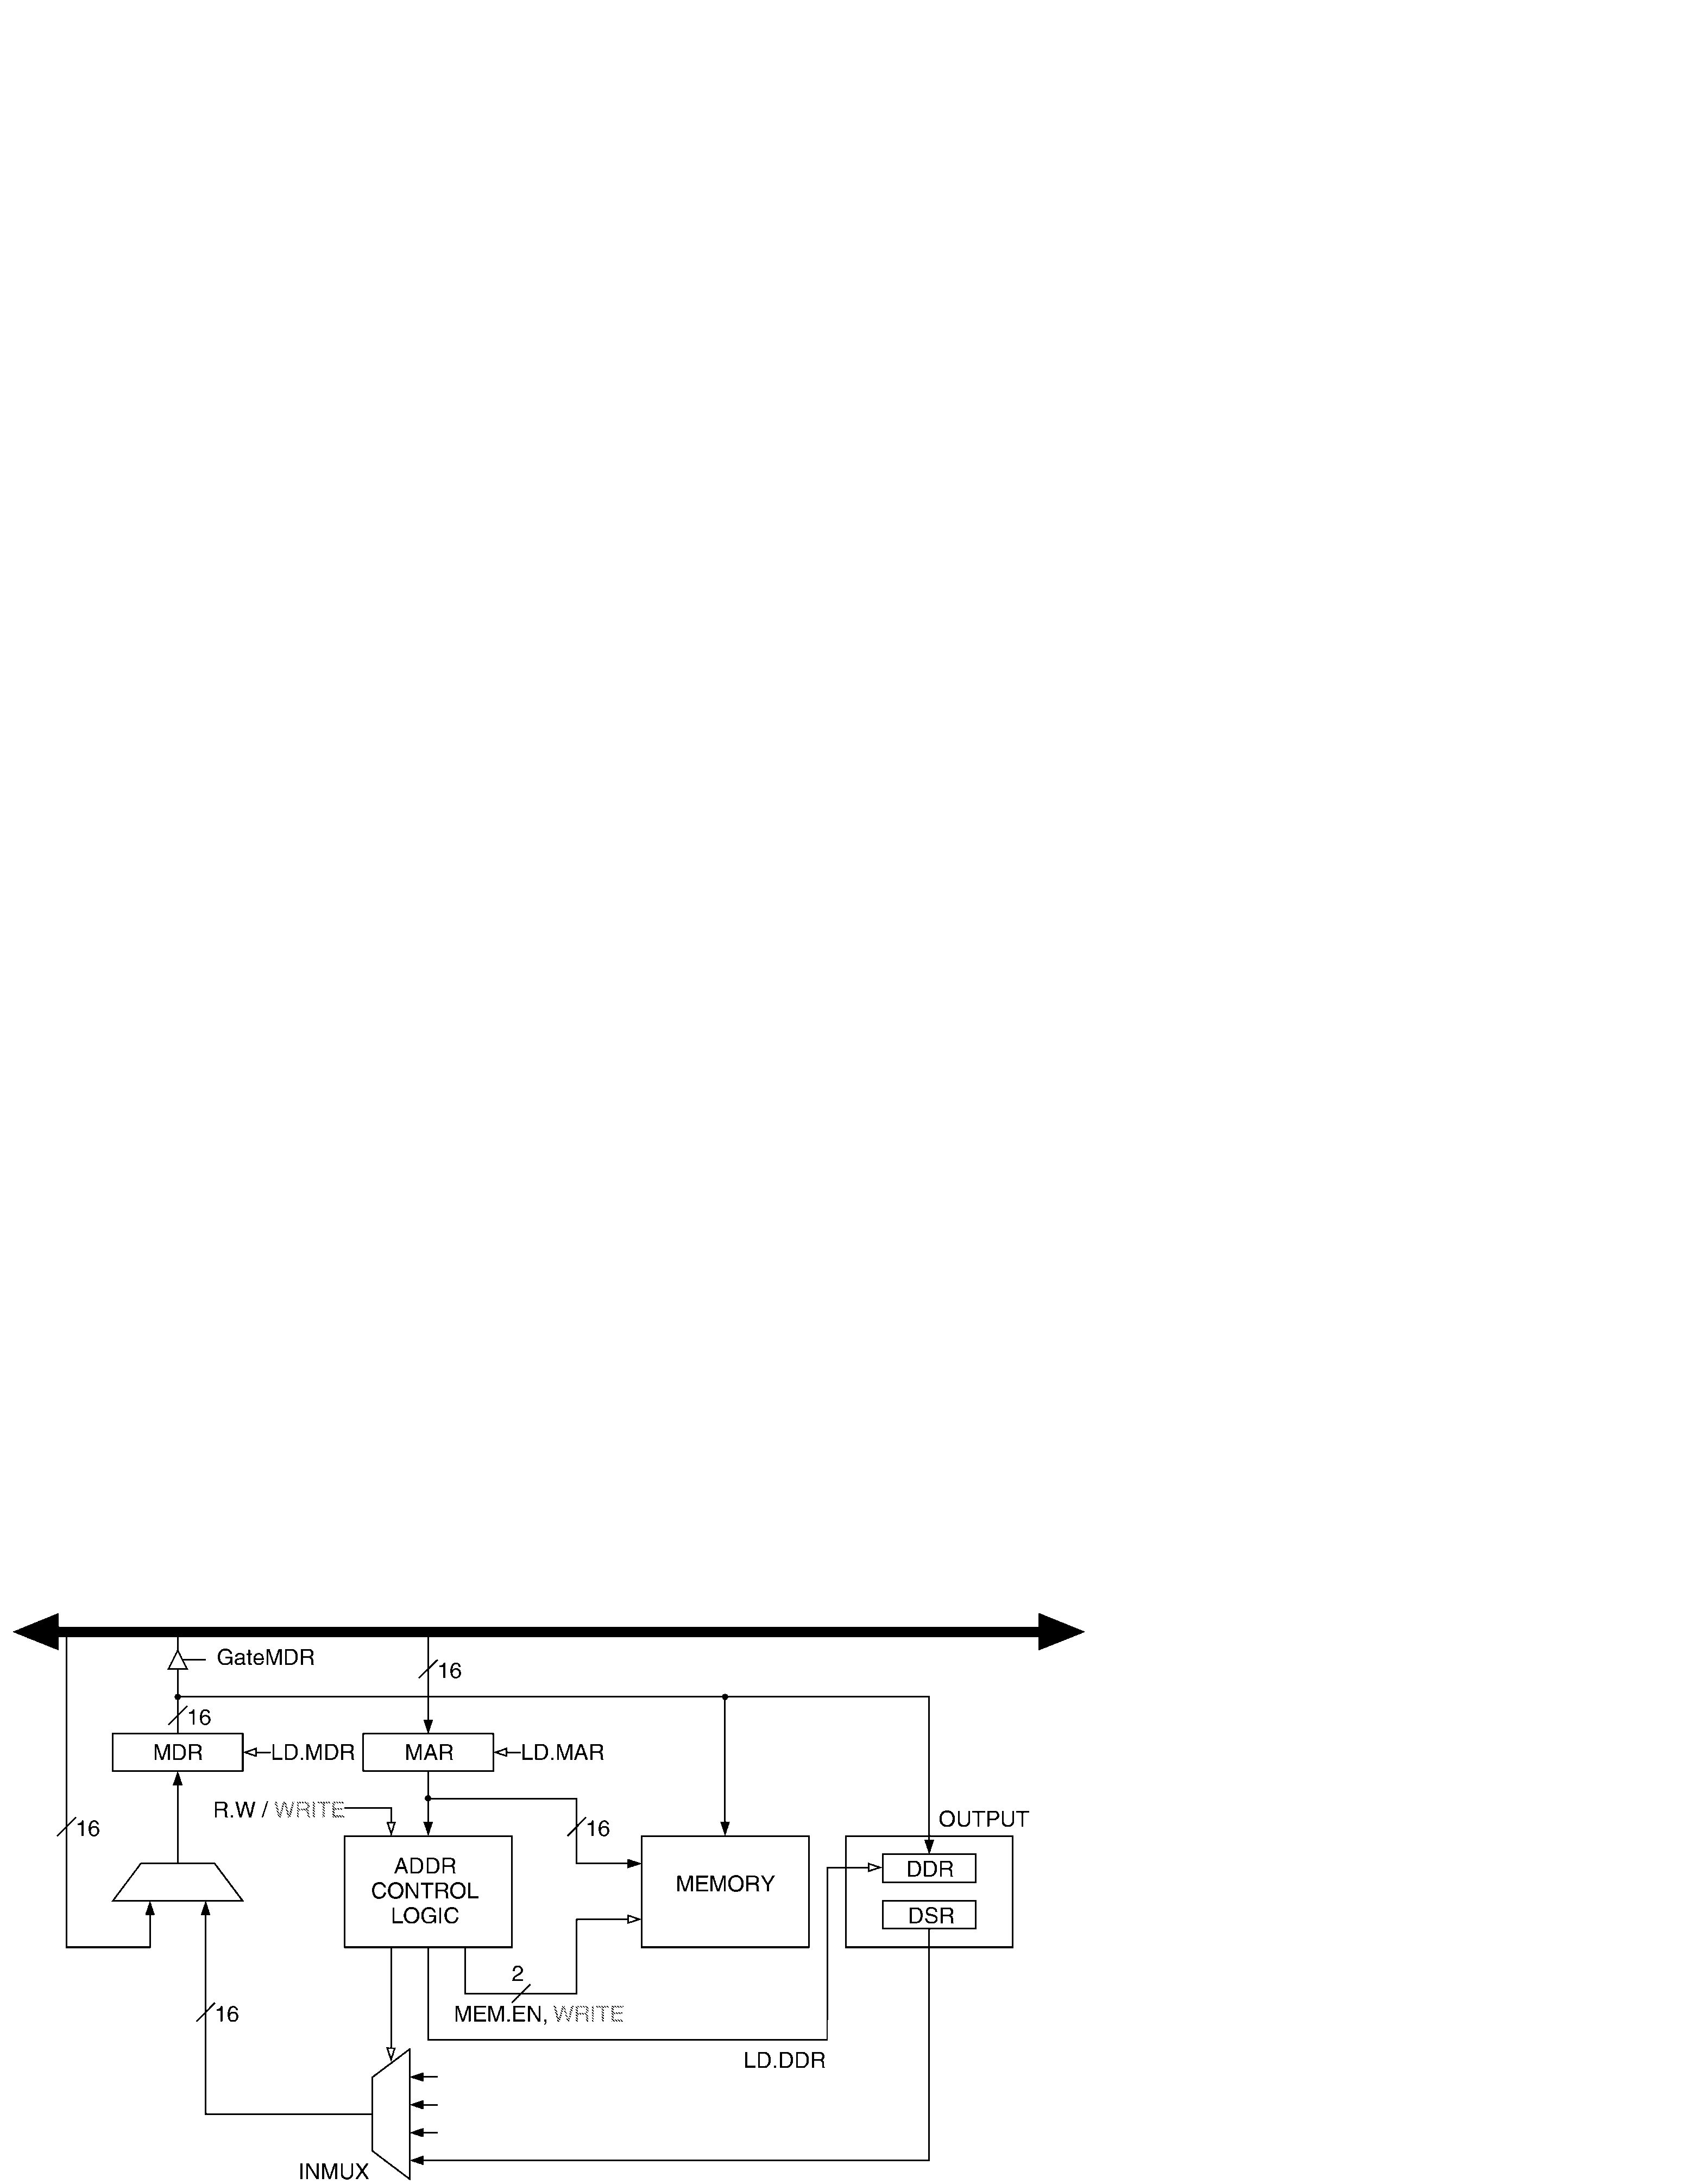 GateMDR
16
16
MDR
LD.MDR
MAR
LD.MAR
R.W / WRITE
16
16
OUTPUT
ADDR
CONTROL
LOGIC
MEMORY
DDR
DSR
2
MEM.EN, WRITE
16
LD.DDR
INMUX